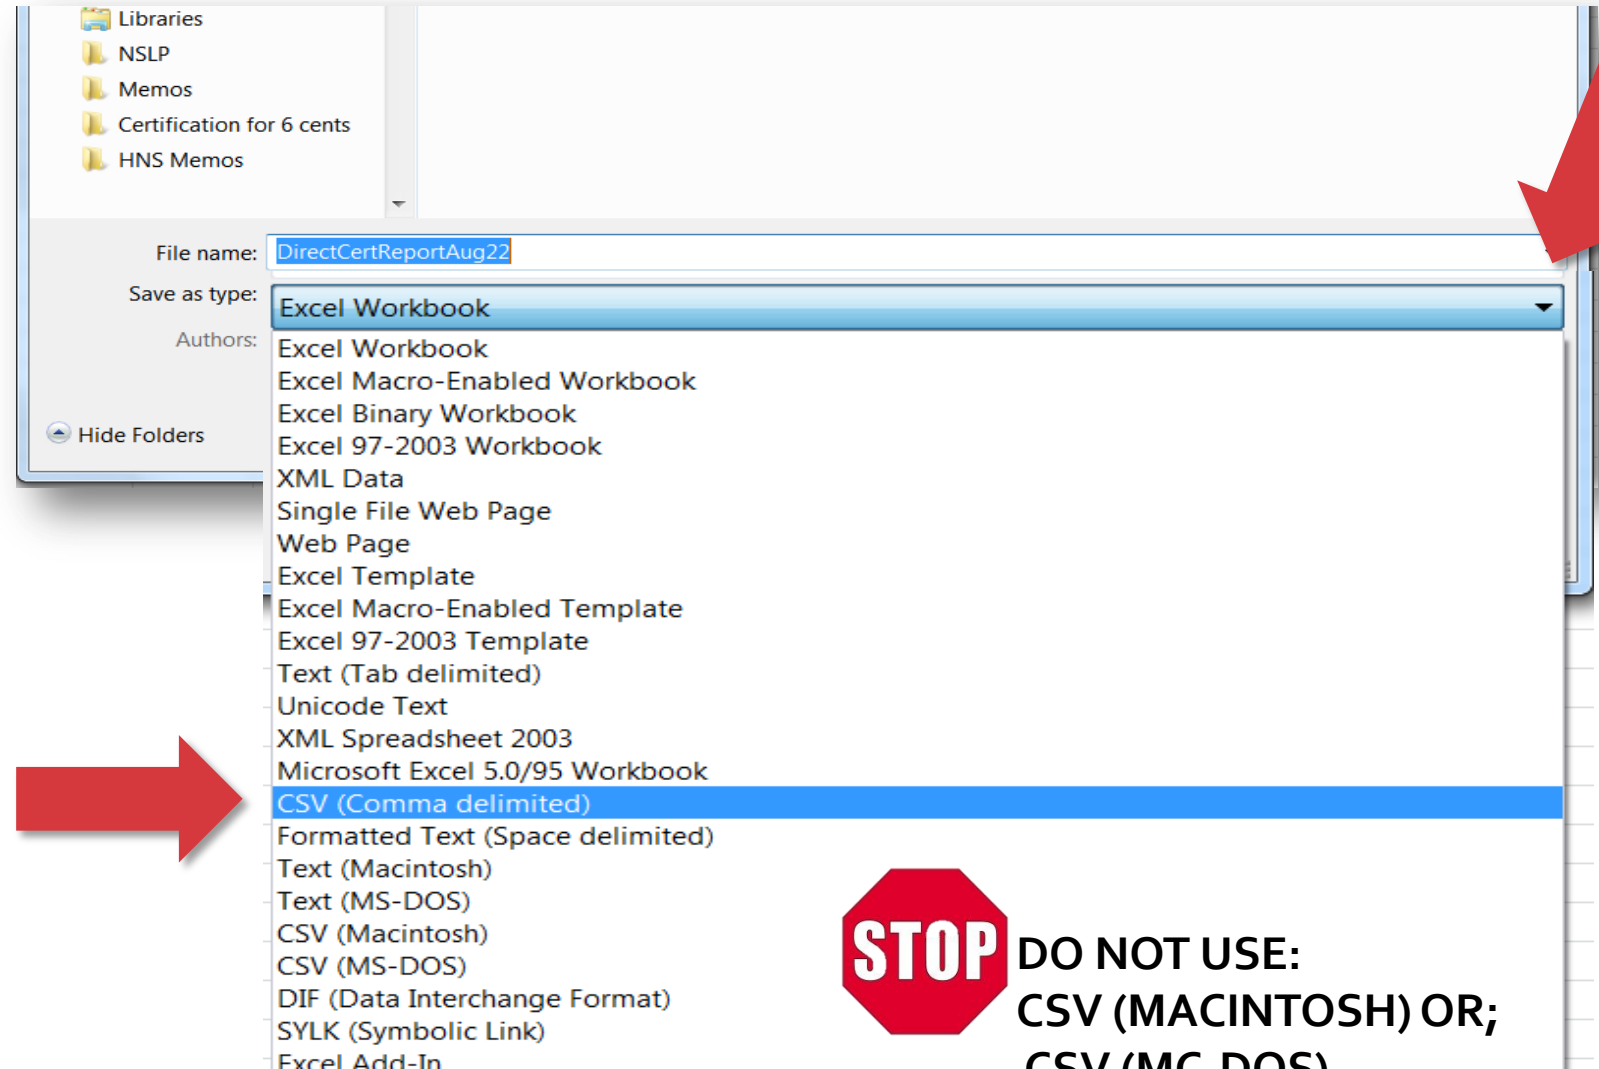 Libraries
NSLP
Memos
Certification for 6 cents
HNS Memos
File name: DirectCertReportAug22
Save as type: Excel Workbook
Authors:
Excel Workbook
Excel Macro-Enabled Workbook
Excel Binary Workbook
Excel 97-2003 Workbook
Hide Folders
XML Data
Single File Web Page
Web Page
Excel Template
Excel Macro-Enabled Template
Excel 97-2003 Template
Text (Tab delimited)
Unicode Text
XML Spreadsheet 2003
Microsoft Excel 5.0/95 Workbook
CSV (Comma delimited)
Formatted Text (Space delimited)
Text (Macintosh)
Text (MS-DOS)
CSV (Macintosh)
CSV (MS-DOS)
DIF (Data Interchange Format)
SYLK (Symbolic Link)
Excel Add-In
STOP
DO NOT USE:
CSV (MACINTOSH) OR;
CSV (MC-DOS)